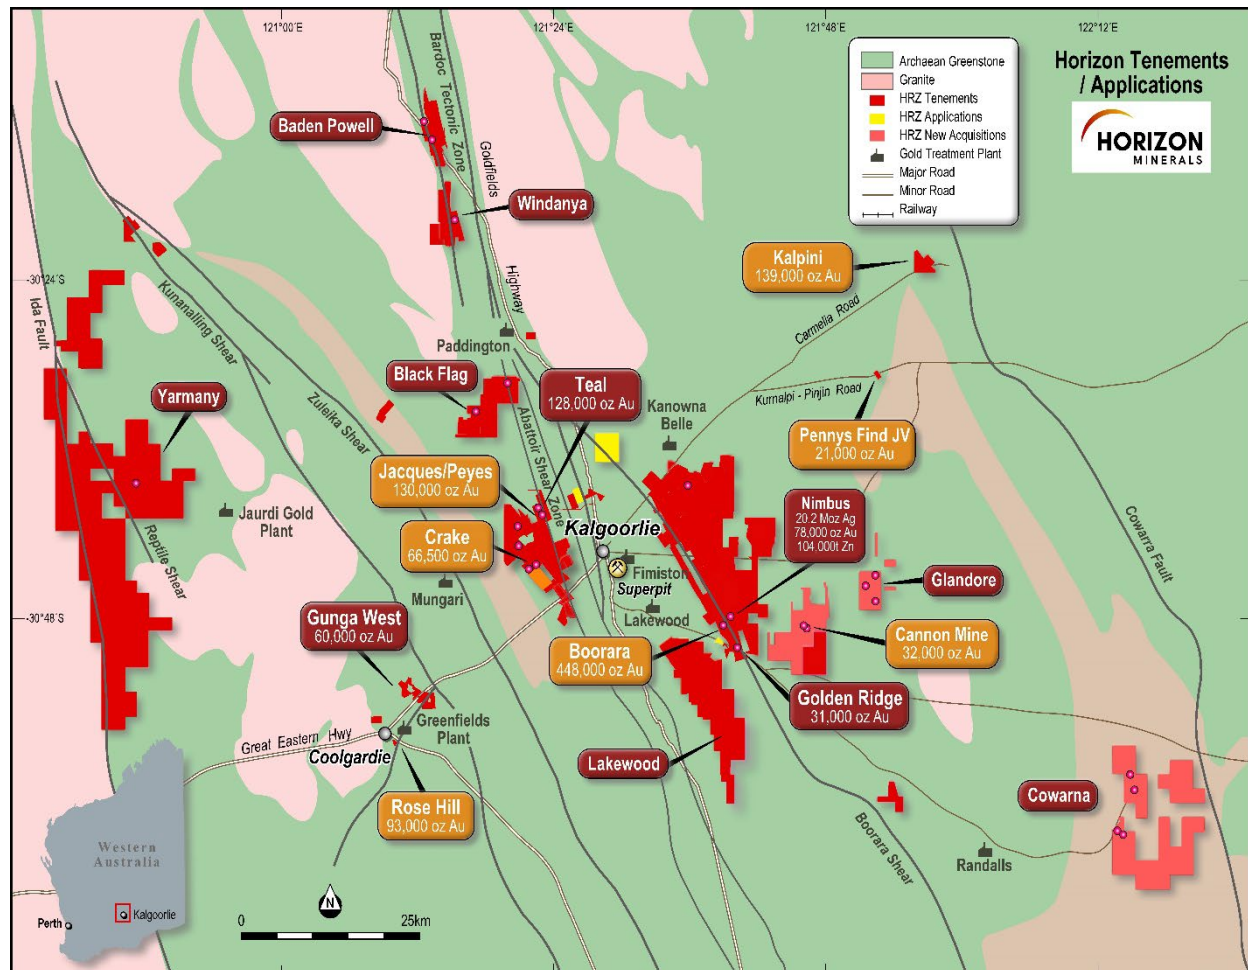 121°00'E
121°24'E
121°48'E
122°12'E
Horizon Tenements
/ Applications
HORIZON
MINERALS
Archaean Greenstone
Granite
HRZ Tenements
HRZ Applications
HRZ New Acquisitions
Gold Treatment Plant
Major Road
Minor Road
Railway
Bardoc Tectonic Zone
Goldfields
Highway
Baden Powell
Windanya
Kalpini
139,000 oz Au
-30°24'S
Ida Fault
Kunanalling Shear
Carmelia Road
Paddington
Black Flag
Teal
128,000 oz Au
Kanowna
Belle
Kurnalpi - Pinjin Road
Yarmany
Zuleika Shear
Abattoir Shear Zone
Pennys Find JV
21,000 oz Au
Jacques/Peyes
130,000 oz Au
Nimbus
20.2 Moz Ag
78,000 oz Au
104,000t Zn
Cowarra Fault
Jaurdi Gold
Plant
Reptile Shear
Crake
66,500 oz Au
Kalgoorlie
Fimiston
Superpit
Glandore
Mungari
Lakewood
-30°48'S
Gunga West
60,000 oz Au
Boorara
448,000 oz Au
Cannon Mine
32,000 oz Au
Golden Ridge
31,000 oz Au
Greenfields
Plant
Great Eastern Hwy
Coolgardie
Lakewood
Rose Hill
93,000 oz Au
Cowarna
Boorara Shear
Randalls
Western
Australia
Perth
Kalgoorlie
N
0
25km